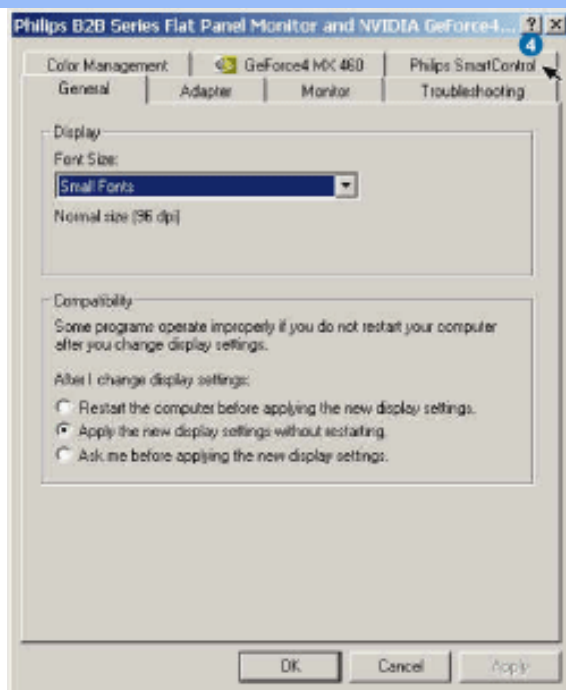 Philips B2B Series Flat Panel Monitor and NVIDIA GeForce4... ? X
4
Color Management GeForce4 MX 460 Philips SmartControl
General Adapter Monitor Troubleshooting
Display
Font Size:
Small Fonts
Normal size (96 dpi)
Compatibility
Some programs operate improperly if you do not restart your computer
after you change display settings.
After I change display settings:
Restart the computer before applying the new display settings.
Apply the new display settings without restarting.
Ask me before applying the new display settings.
OK Cancel Apply